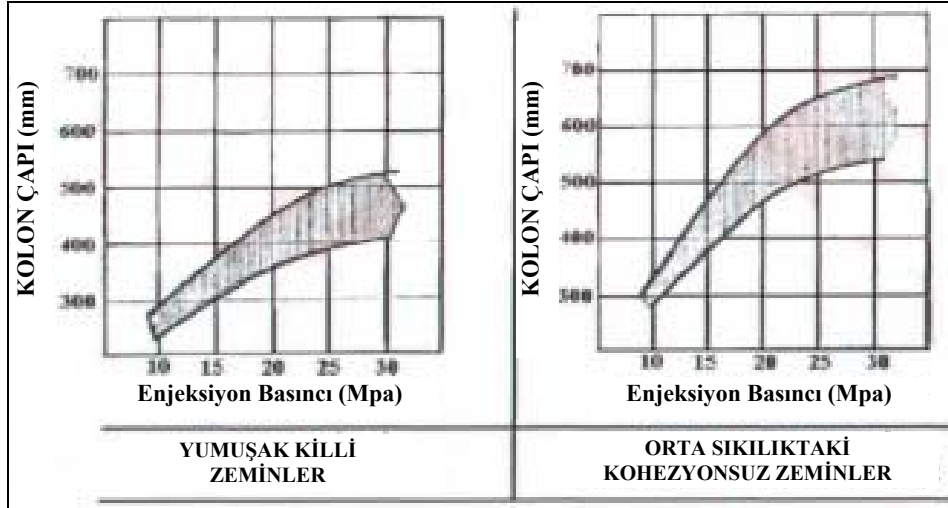 KOLON ÇAPI (mm)
700
600
500
400
300
10 15 20 25 30
Enjeksiyon Basıncı (Mpa)
YUMUŞAK KİLLİ
ZEMİNLER
KOLON ÇAPI (mm)
700
600
500
400
300
10 15 20 25 30
Enjeksiyon Basıncı (Mpa)
ORTA SIKILIKTAKİ
KOHEZYONSUZ ZEMİNLER